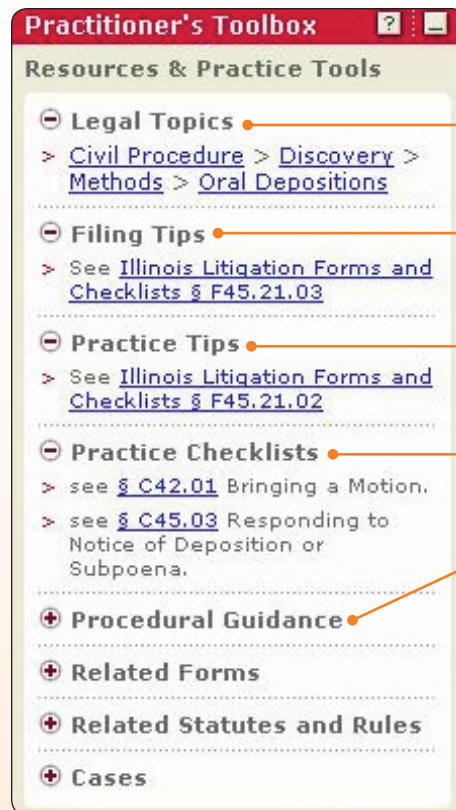 Practitioner's Toolbox ?
Resources & Practice Tools
Legal Topics
> Civil Procedure > Discovery >
Methods > Oral Depositions
Filing Tips
> See Illinois Litigation Forms and
Checklists § F45.21.03
Practice Tips
> See Illinois Litigation Forms and
Checklists § F45.21.02
Practice Checklists
> see § C42.01 Bringing a Motion.
> see § C45.03 Responding to
Notice of Deposition or
Subpoena.
Procedural Guidance
Related Forms
Related Statutes and Rules
Cases